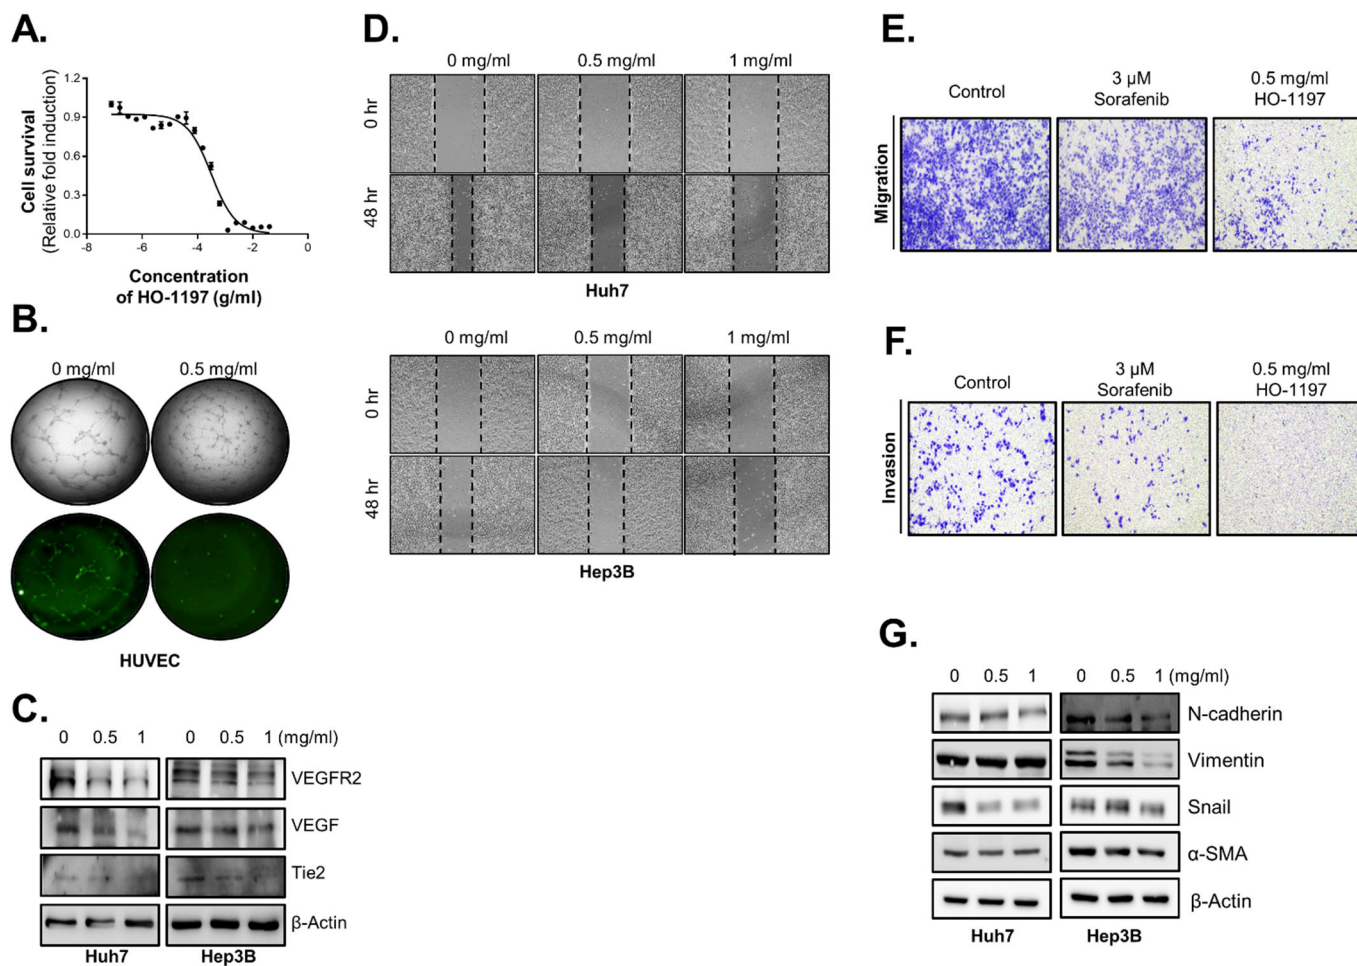 A.
1.2
0.9
0.6
0.3
0.0
-8
-6
-4
-2
0
Cell survival
(Relative fold induction)
Concentration
of HO-1197 (g/ml)
B.
0 mg/ml
0.5 mg/ml
HUVEC
C.
0 0.5 1 0 0.5 1 (mg/ml)
VEGFR2
VEGF
Tie2
β-Actin
Huh7
Hep3B
D.
0 mg/ml
0.5 mg/ml
1 mg/ml
0 hr
48 hr
Huh7
0 mg/ml
0.5 mg/ml
1 mg/ml
0 hr
48 hr
Hep3B
E.
Control
3 µM
Sorafenib
0.5 mg/ml
HO-1197
Migration
F.
Control
3 µM
Sorafenib
0.5 mg/ml
HO-1197
Invasion
G.
0 0.5 1 0 0.5 1 (mg/ml)
N-cadherin
Vimentin
Snail
α-SMA
β-Actin
Huh7
Hep3B